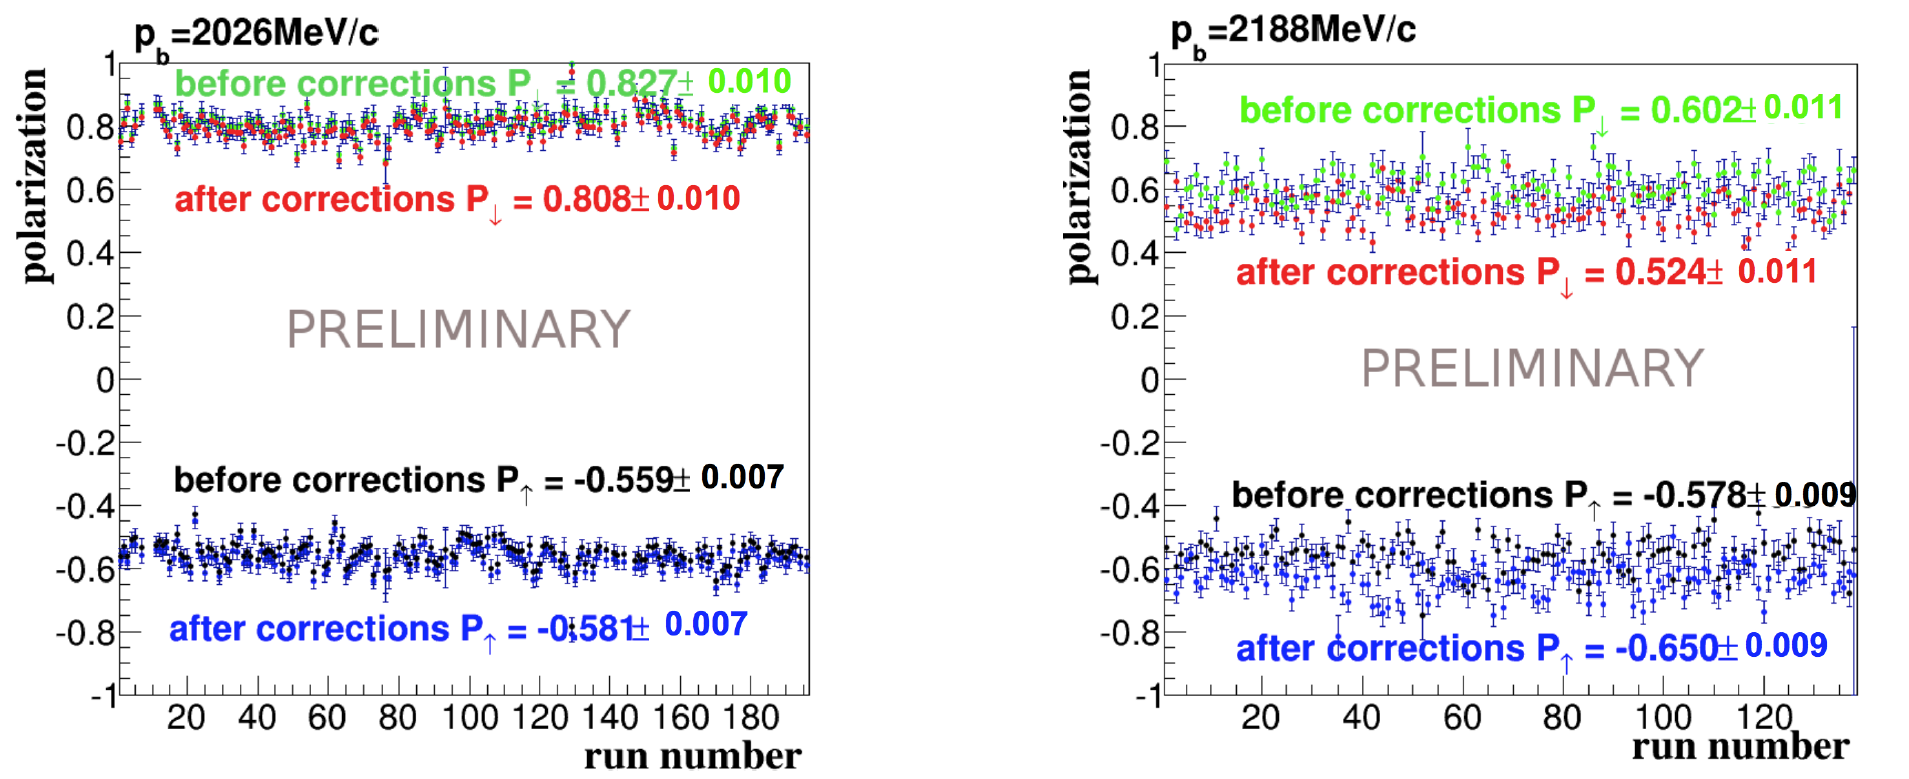 p_b=2026MeV/c
polarization
1
0.8
0.6
0.4
0.2
0
-0.2
-0.4
-0.6
-0.8
-1
before corrections P↓ = 0.827± 0.010
after corrections P↓ = 0.808± 0.010
PRELIMINARY
before corrections P↑ = -0.559± 0.007
after corrections P↑ = -0.581± 0.007
20 40 60 80 100 120 140 160 180
run number
p_b=2188MeV/c
polarization
1
0.8
0.6
0.4
0.2
0
-0.2
-0.4
-0.6
-0.8
-1
before corrections P↓ = 0.602± 0.011
after corrections P↓ = 0.524± 0.011
PRELIMINARY
before corrections P↑ = -0.578± 0.009
after corrections P↑ = -0.650± 0.009
20 40 60 80 100 120
run number